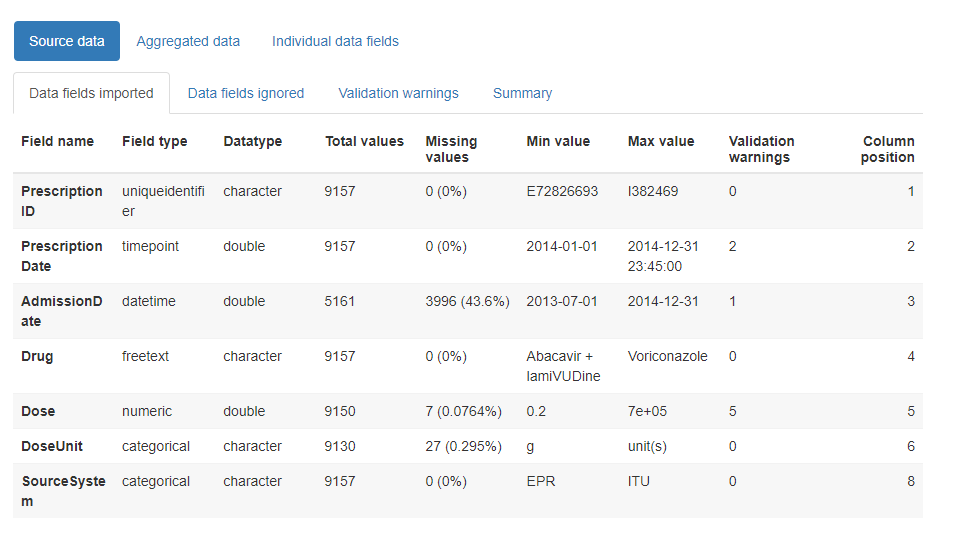 Source data Aggregated data Individual data fields
Data fields imported Data fields ignored Validation warnings Summary
Field name Field type Datatype Total values Missing values Min value Max value Validation warnings Column position
PrescriptionID uniqueidentifier character 9157 0 (0%) E72826693 I382469 0 1
PrescriptionDate timepoint double 9157 0 (0%) 2014-01-01 2014-12-31 23:45:00 2 2
AdmissionDate datetime double 5161 3996 (43.6%) 2013-07-01 2014-12-31 1 3
Drug freetext character 9157 0 (0%) Abacavir + lamiVUDine Voriconazole 0 4
Dose numeric double 9150 7 (0.0764%) 0.2 7e+05 5 5
DoseUnit categorical character 9130 27 (0.295%) g unit(s) 0 6
SourceSystem categorical character 9157 0 (0%) EPR ITU 0 8